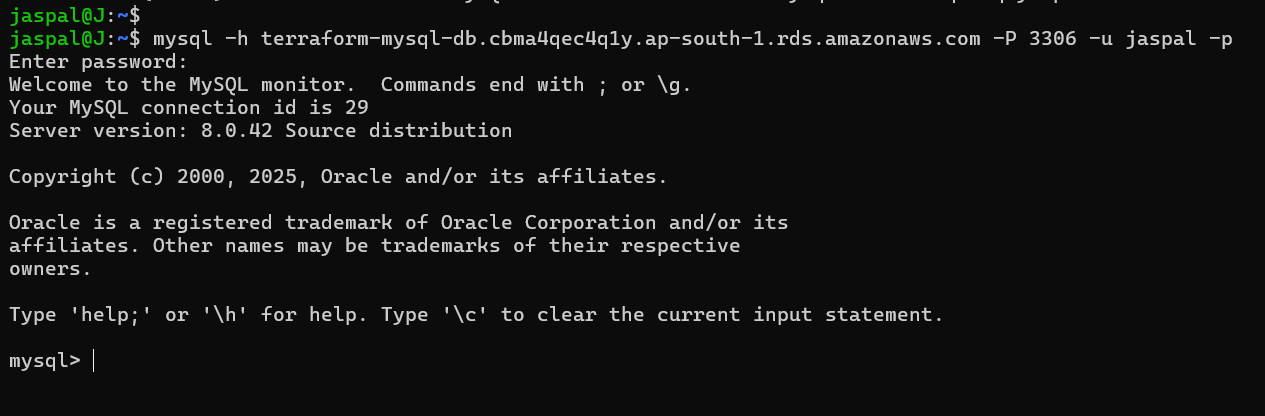 jaspal@J:~$
jaspal@J:~$ mysql -h terraform-mysql-db.cbma4qec4q1y.ap-south-1.rds.amazonaws.com -P 3306 -u jaspal -p
Enter password:
Welcome to the MySQL monitor.  Commands end with ; or \g.
Your MySQL connection id is 29
Server version: 8.0.42 Source distribution

Copyright (c) 2000, 2025, Oracle and/or its affiliates.

Oracle is a registered trademark of Oracle Corporation and/or its
affiliates. Other names may be trademarks of their respective
owners.

Type 'help;' or '\h' for help. Type '\c' to clear the current input statement.

mysql>